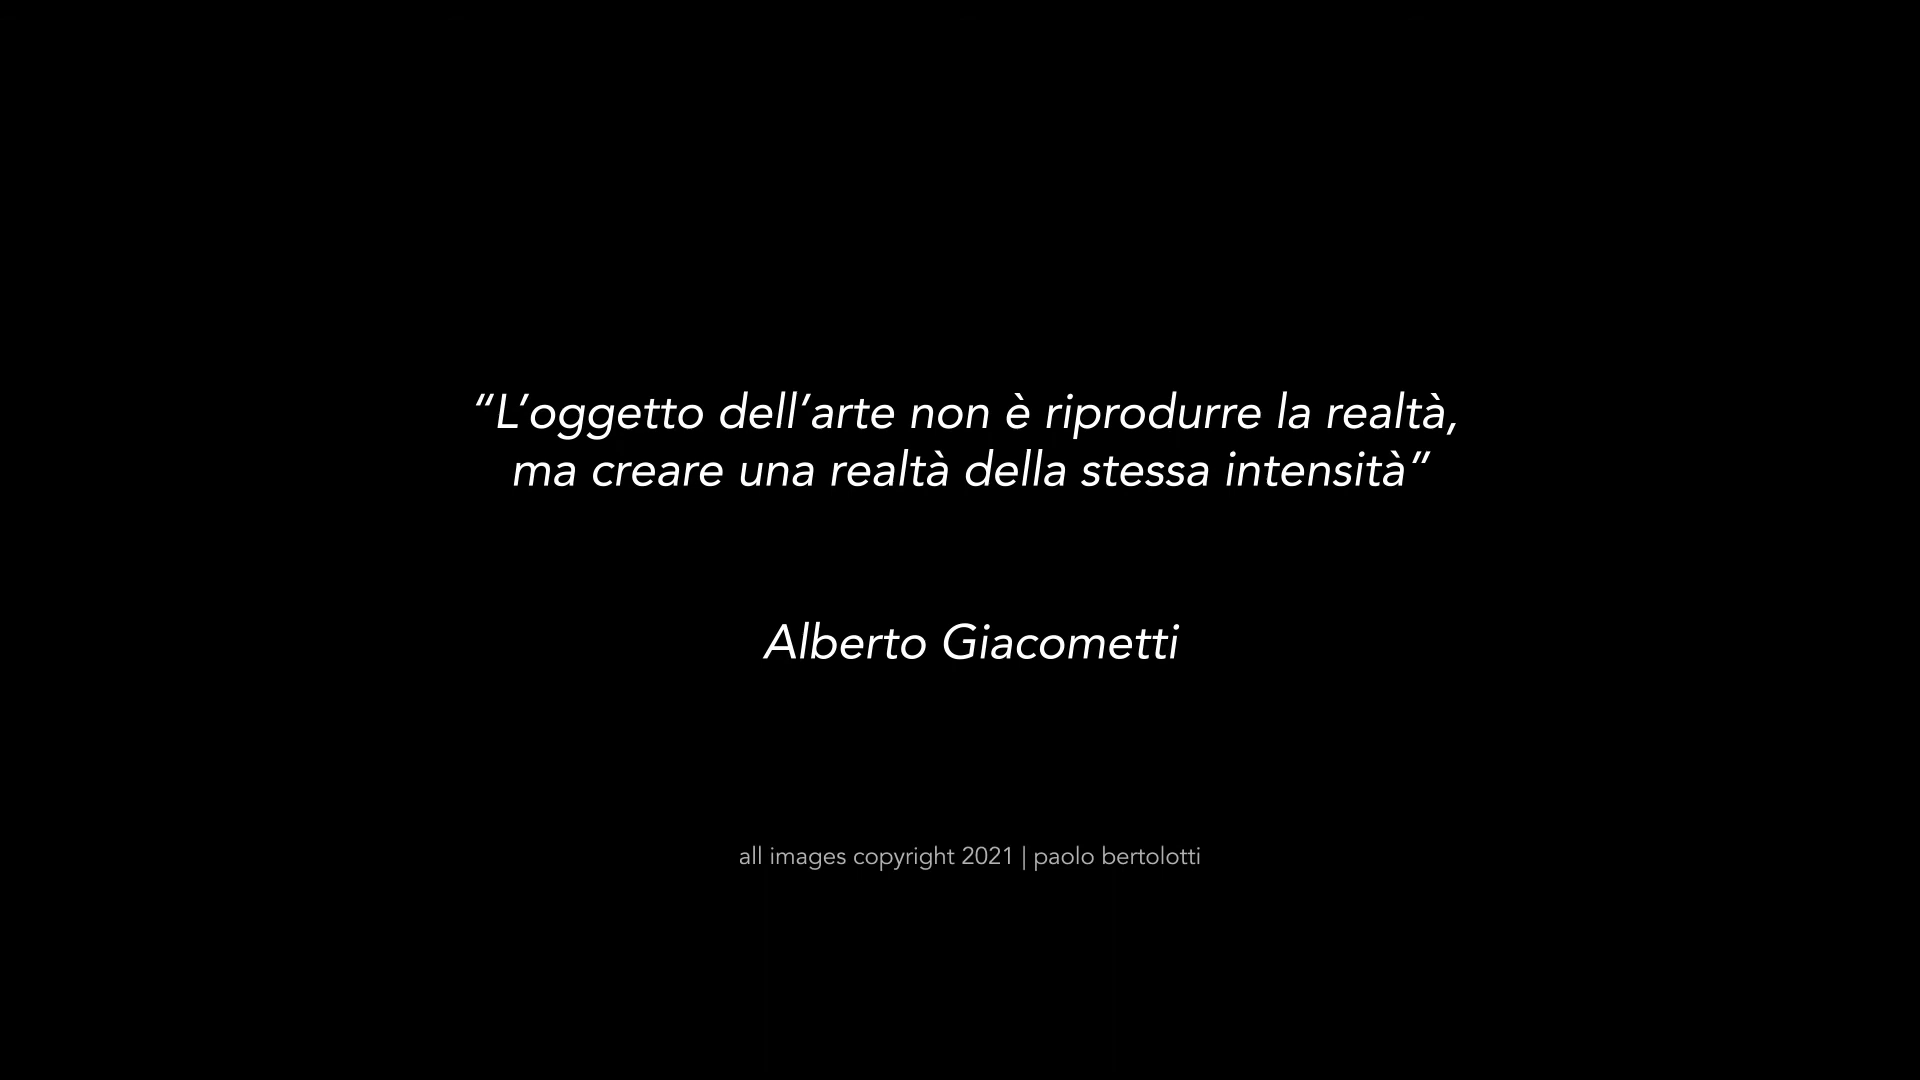 “L’oggetto dell’arte non è riprodurre la realtà,
ma creare una realtà della stessa intensità”
Alberto Giacometti
all images copyright 2021 | paolo bertolotti